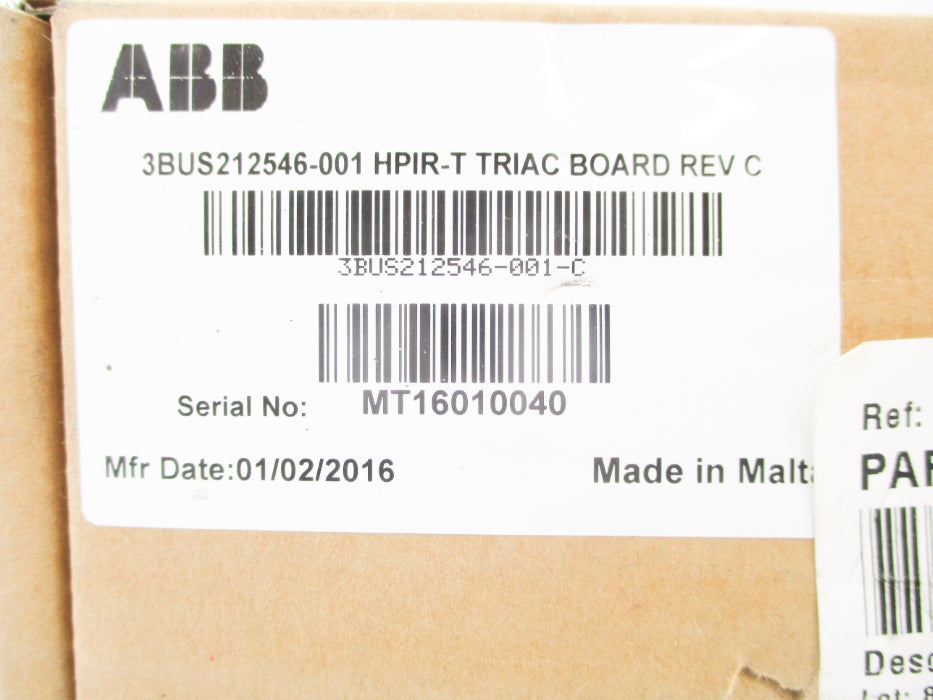 ABB
3BUS212546-001 HPIR-T TRIAC BOARD REV C
3BUS212546-001-C
Serial No: MT16010040
Mfr Date:01/02/2016 Made in Malta
Ref: